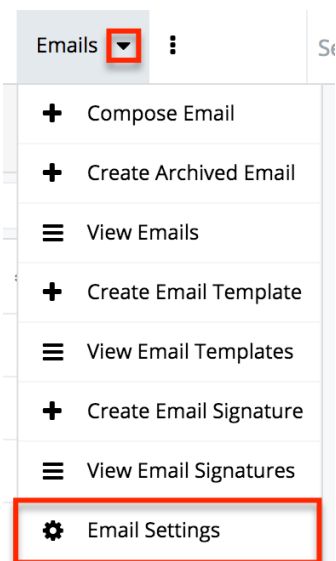 Emails
Se
Compose Email
Create Archived Email
View Emails
Create Email Template
View Email Templates
Create Email Signature
View Email Signatures
Email Settings